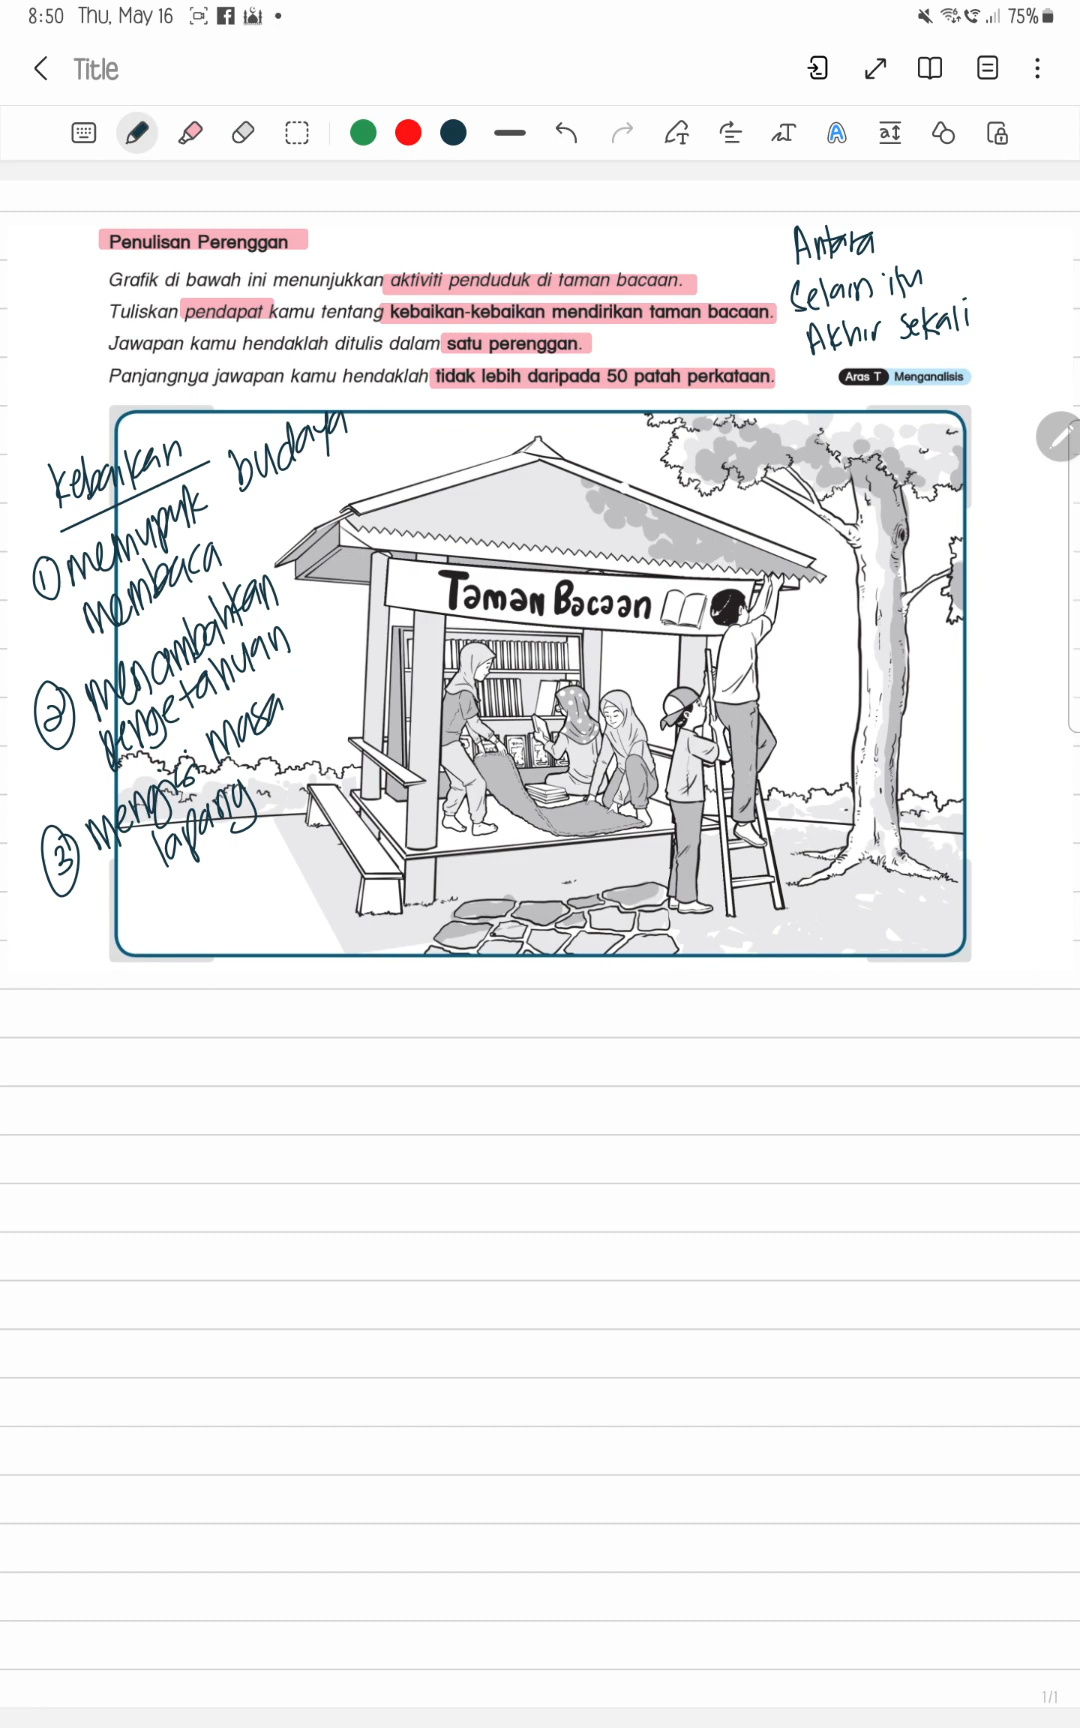 8:50 Thu, May 16
75%
Title
Penulisan Perenggan
Grafik di bawah ini menunjukkan aktiviti penduduk di taman bacaan.
Tuliskan pendapat kamu tentang kebaikan-kebaikan mendirikan taman bacaan.
Jawapan kamu hendaklah ditulis dalam satu perenggan.
Panjangnya jawapan kamu hendaklah tidak lebih daripada 50 patah perkataan.
Antara
Selain itu
Akhir sekali
Aras T Menganalisis
Kebaikan
① memupuk budaya
membaca
② menambahkan
pengetahuan
③ mengisi masa
lapang
Taman Bacaan
1/1